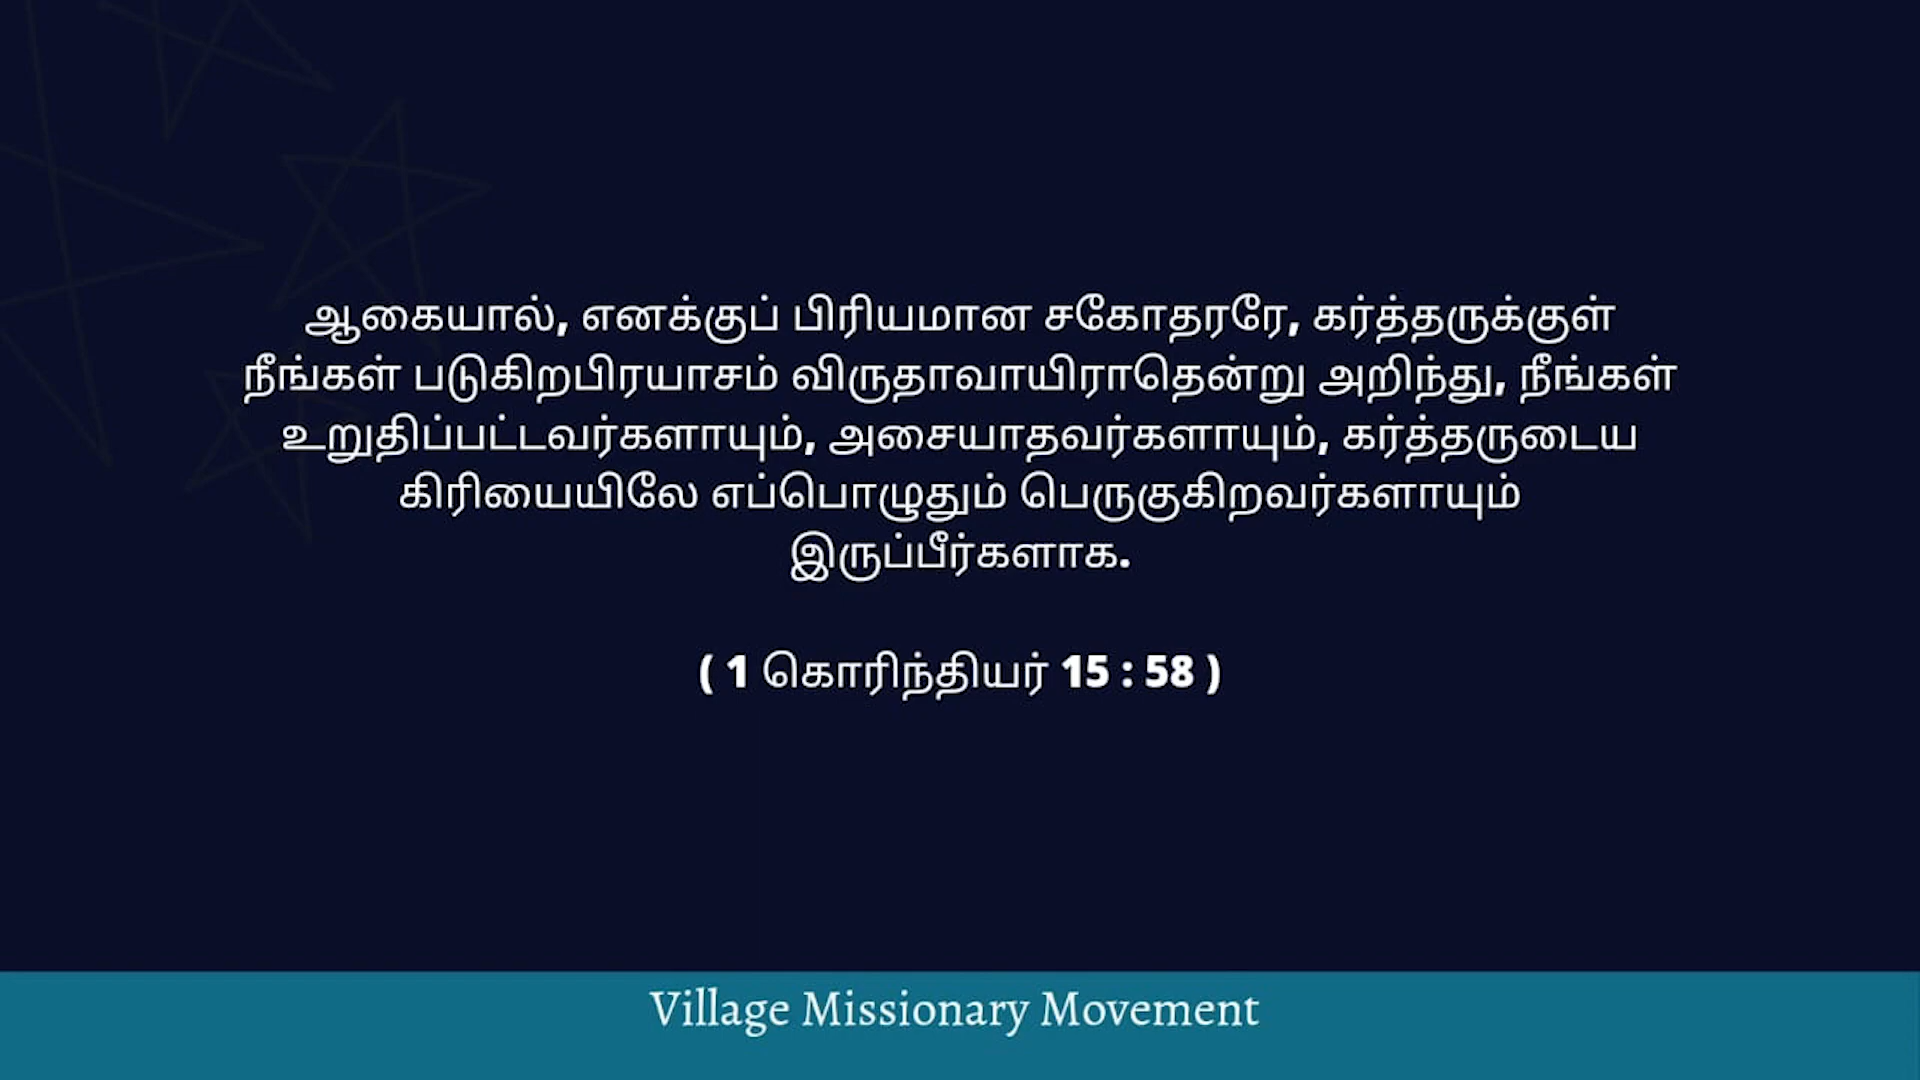 ஆகையால், எனக்குப் பிரியமான சகோதரரே, கர்த்தருக்குள்
நீங்கள் படுகிறபிரயாசம் விருதாவாயிராதென்று அறிந்து, நீங்கள்
உறுதிப்பட்டவர்களாயும், அசையாதவர்களாயும், கர்த்தருடைய
கிரியையிலே எப்பொழுதும் பெருகுகிறவர்களாயும்
இருப்பீர்களாக.
( 1 கொரிந்தியர் 15 : 58 )
Village Missionary Movement